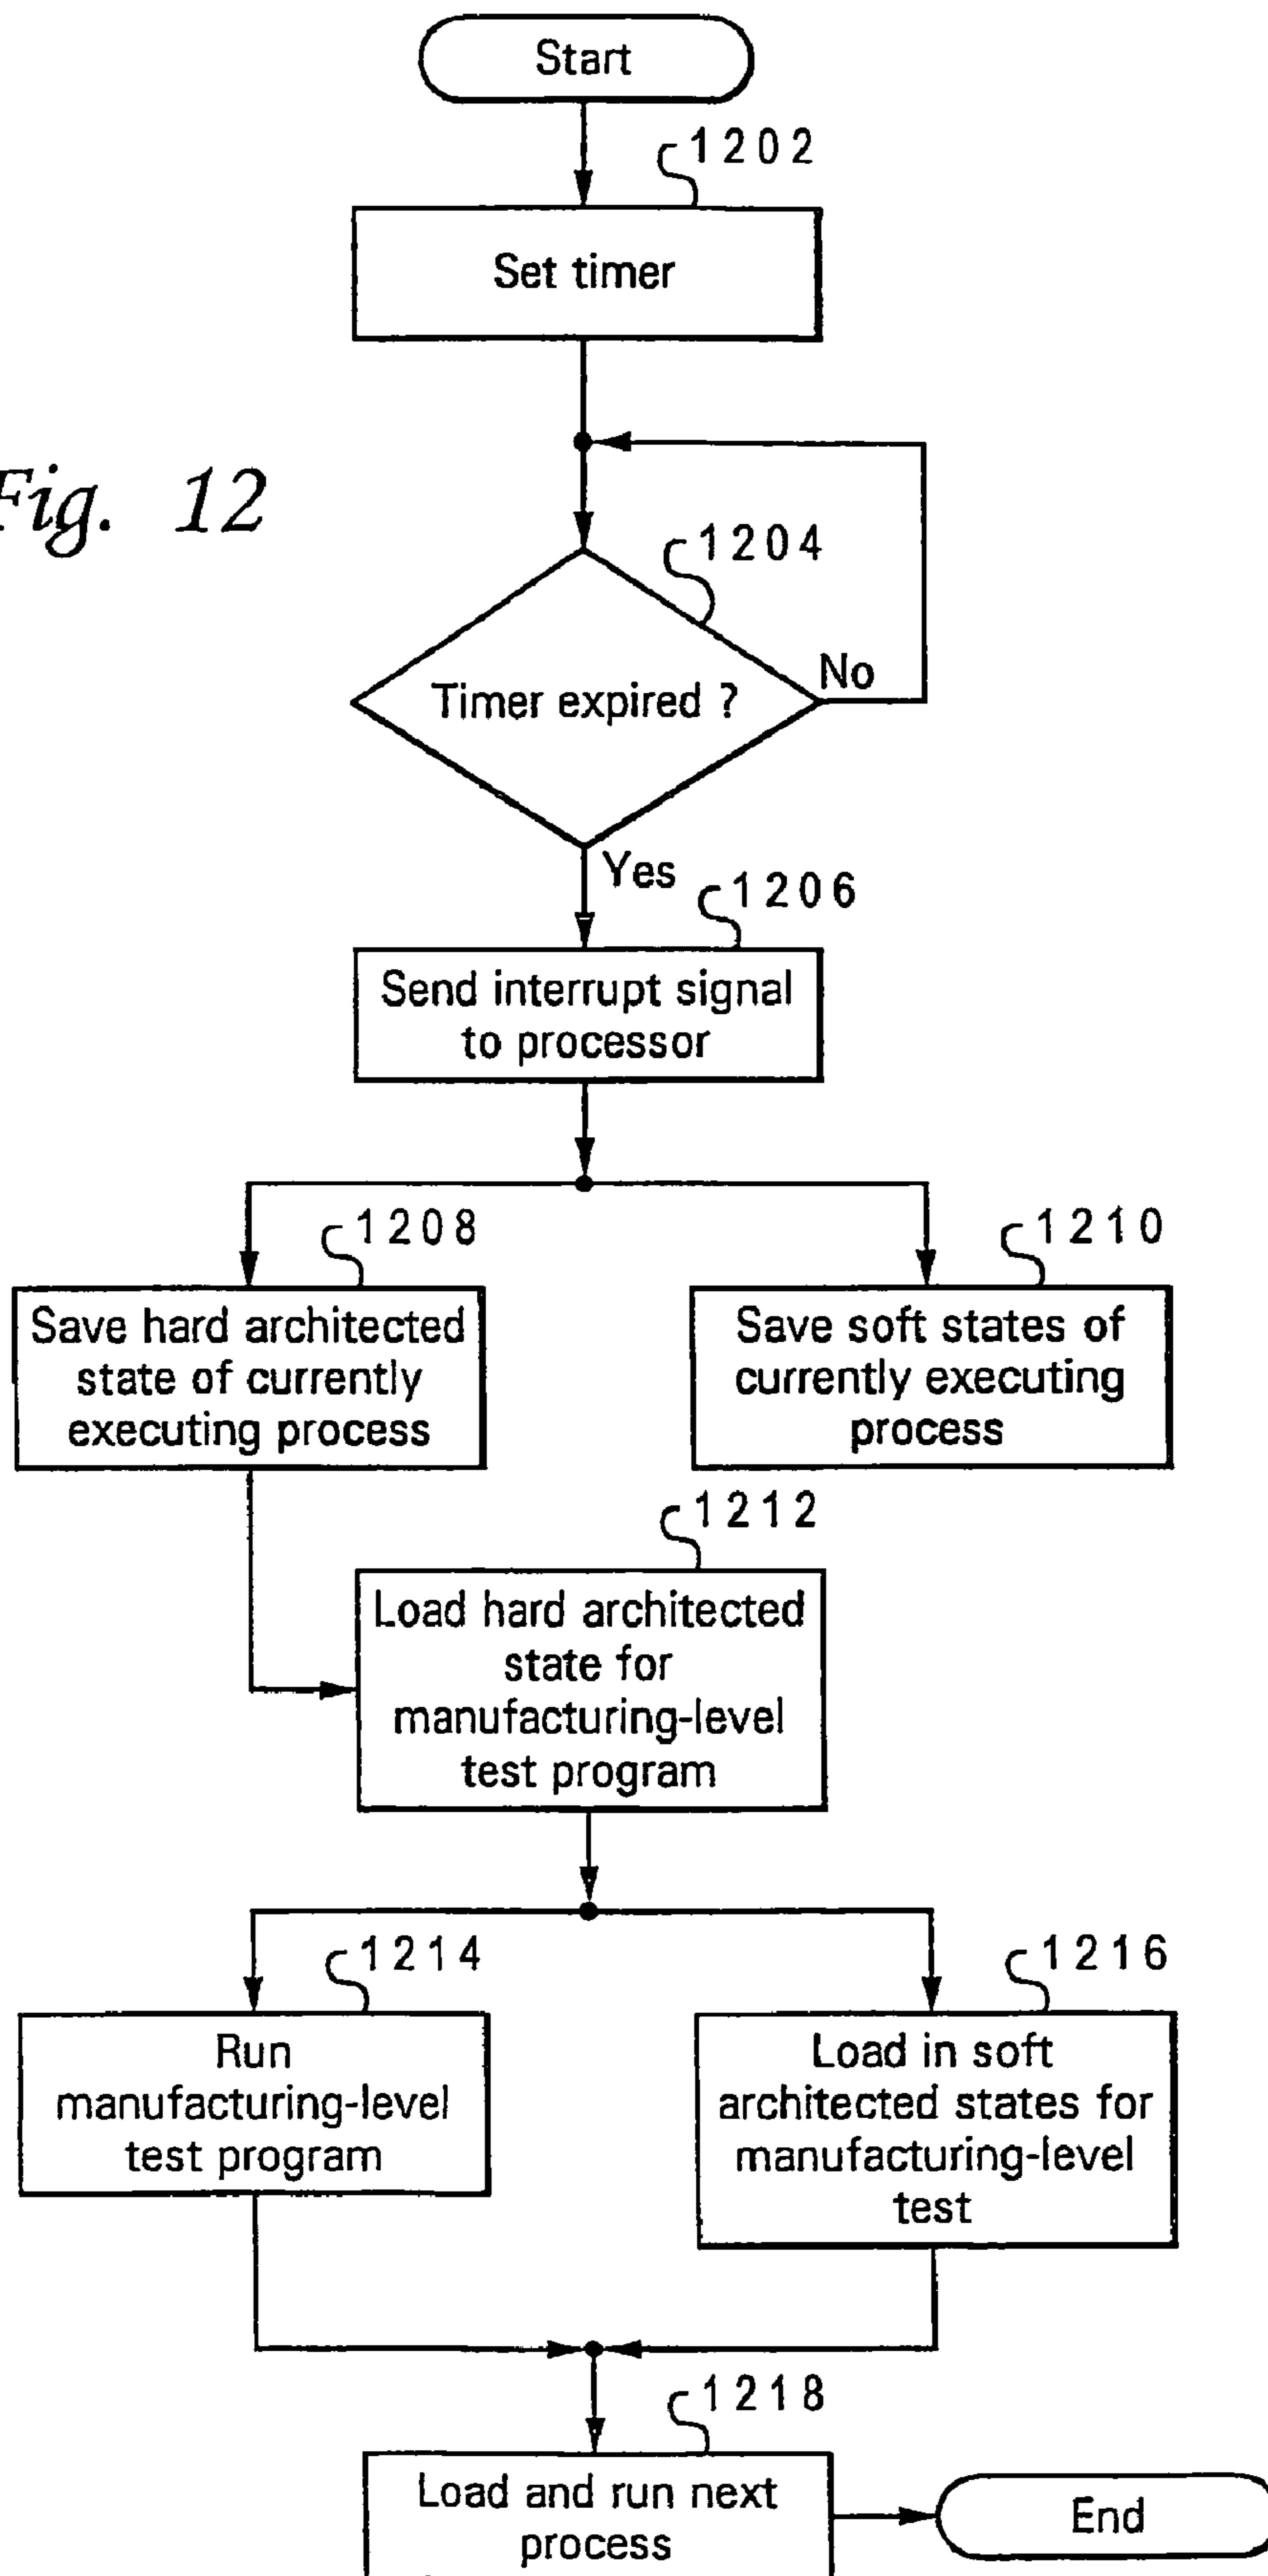 Start
1202
Set timer
Fig. 12
1204
Timer expired ?
No
Yes
1206
Send interrupt signal
to processor
1208
1210
Save hard architected
state of currently
executing process
Save soft states of
currently executing
process
1212
Load hard architected
state for
manufacturing-level
test program
1214
1216
Run
manufacturing-level
test program
Load in soft
architected states for
manufacturing-level
test
1218
Load and run next
process
End